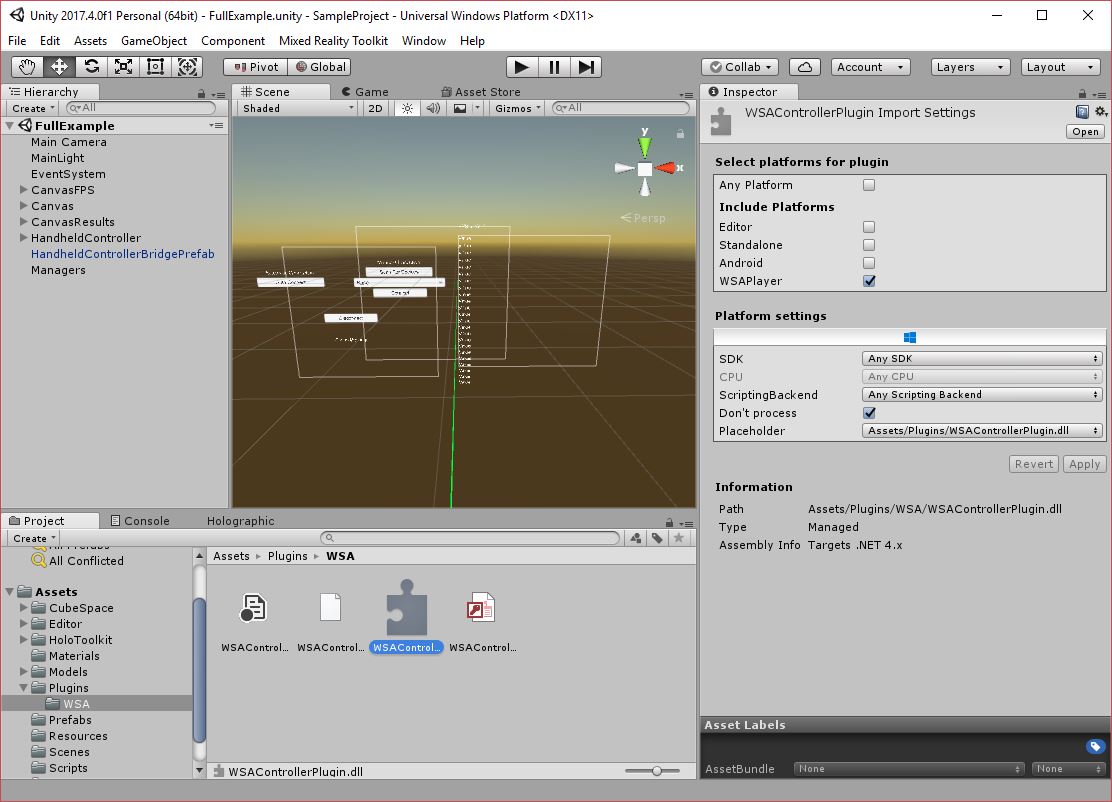 Unity 2017.4.0f1 Personal (64bit) - FullExample.unity - SampleProject - Universal Windows Platform <DX11>
File Edit Assets GameObject Component Mixed Reality Toolkit Window Help
Pivot Global Collab Account Layers Layout
Hierarchy
Create All
FullExample
Main Camera
MainLight
EventSystem
CanvasFPS
Canvas
CanvasResults
HandheldController
HandheldControllerBridgePrefab
Managers
Scene Game Asset Store
Shaded 2D Gizmos All
y
x
Persp
Inspector
WSAControllerPlugin Import Settings
Open
Select platforms for plugin
Any Platform
Include Platforms
Editor
Standalone
Android
WSAPlayer
Platform settings
SDK Any SDK
CPU Any CPU
ScriptingBackend Any Scripting Backend
Don't process
Placeholder Assets/Plugins/WSAControllerPlugin.dll
Revert Apply
Information
Path Assets/Plugins/WSA/WSAControllerPlugin.dll
Type Managed
Assembly Info Targets .NET 4.x
Asset Labels
AssetBundle None None
Project Console Holographic
Create
All Prefabs
All Conflicted
Assets
CubeSpace
Editor
HoloToolkit
Materials
Models
Plugins
WSA
Prefabs
Resources
Scenes
Scripts
Assets ▸ Plugins ▸ WSA
WSAControl... WSAControl... WSAControl... WSAControl...
WSAControllerPlugin.dll